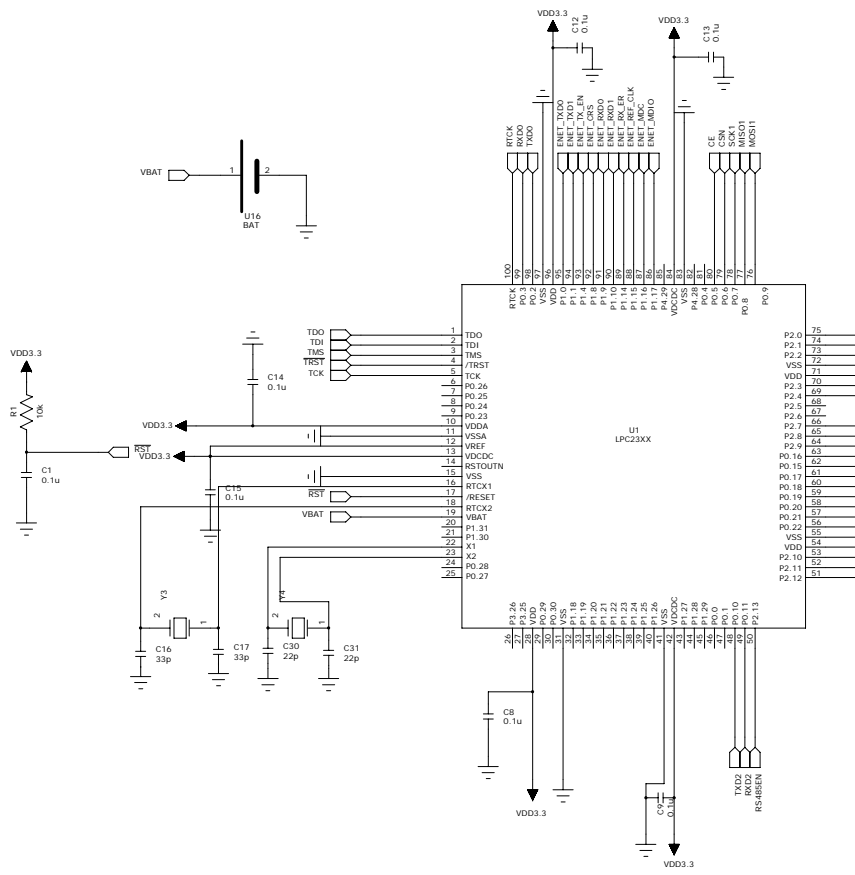 VDD3.3
C12
0.1u
VDD3.3
C13
0.1u
RTCK
RXD0
TXD0
ENET_TXD0
ENET_TXD1
ENET_TX_EN
ENET_CRS
ENET_RXD0
ENET_RXD1
ENET_RX_ER
ENET_REF_CLK
ENET_MDC
ENET_MDIO
CE
CSN
SCK1
MISO1
MOSI1
VBAT
1
2
U16
BAT
100
99
98
97
96
95
94
93
92
91
90
89
88
87
86
85
84
83
82
81
80
79
78
77
76
RTCK
P0.3
P0.2
VSS
VDD
P1.0
P1.1
P1.4
P1.8
P1.9
P1.10
P1.14
P1.15
P1.16
P1.17
P4.29
VDCDC
VSS
P4.28
P0.4
P0.5
P0.6
P0.7
P0.8
P0.9
TDO 1 TDO
TDI 2 TDI
TMS 3 TMS
TRST 4 /TRST
TCK 5 TCK
6 P0.26
7 P0.25
8 P0.24
9 P0.23
VDD3.3 10 VDDA
11 VSSA
12 VREF
VDD3.3 13 VDCDC
14 RSTOUTN
15 VSS
16 RTCX1
RST 17 /RESET
18 RTCX2
VBAT 19 VBAT
20 P1.31
21 P1.30
22 X1
23 X2
24 P0.28
25 P0.27
C14
0.1u
VDD3.3
R1
10k
RST
C1
0.1u
C15
0.1u
U1
LPC23XX
P2.0 75
P2.1 74
P2.2 73
VSS 72
VDD 71
P2.3 70
P2.4 69
P2.5 68
P2.6 67
P2.7 66
P2.8 65
P2.9 64
P0.16 63
P0.15 62
P0.17 61
P0.18 60
P0.19 59
P0.20 58
P0.21 57
P0.22 56
VSS 55
VDD 54
P2.10 53
P2.11 52
P2.12 51
Y3
2
1
C16
33p
C17
33p
Y4
2
1
C30
22p
C31
22p
P3.26
P3.25
VDD
P0.29
P0.30
VSS
P1.18
P1.19
P1.20
P1.21
P1.22
P1.23
P1.24
P1.25
P1.26
VSS
VDCDC
P1.27
P1.28
P1.29
P0.0
P0.1
P0.10
P0.11
P2.13
26
27
28
29
30
31
32
33
34
35
36
37
38
39
40
41
42
43
44
45
46
47
48
49
50
C8
0.1u
VDD3.3
C9
0.1u
VDD3.3
TXD2
RXD2
RS485EN